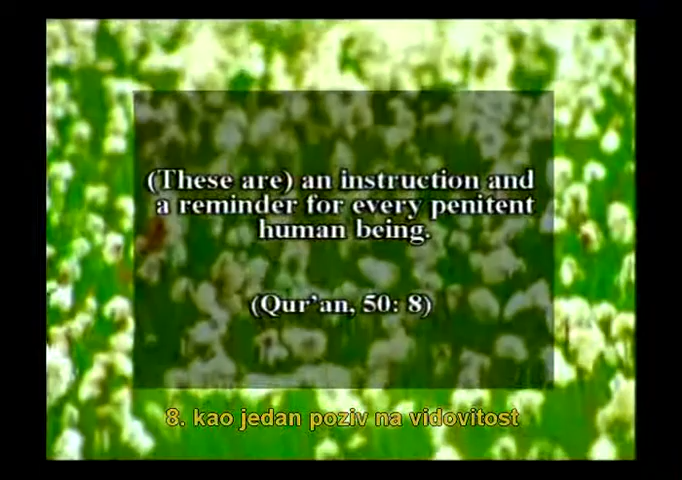 (These are) an instruction and
a reminder for every penitent
human being.
(Qur'an, 50: 8)
8. kao jedan poziv na vidovitost